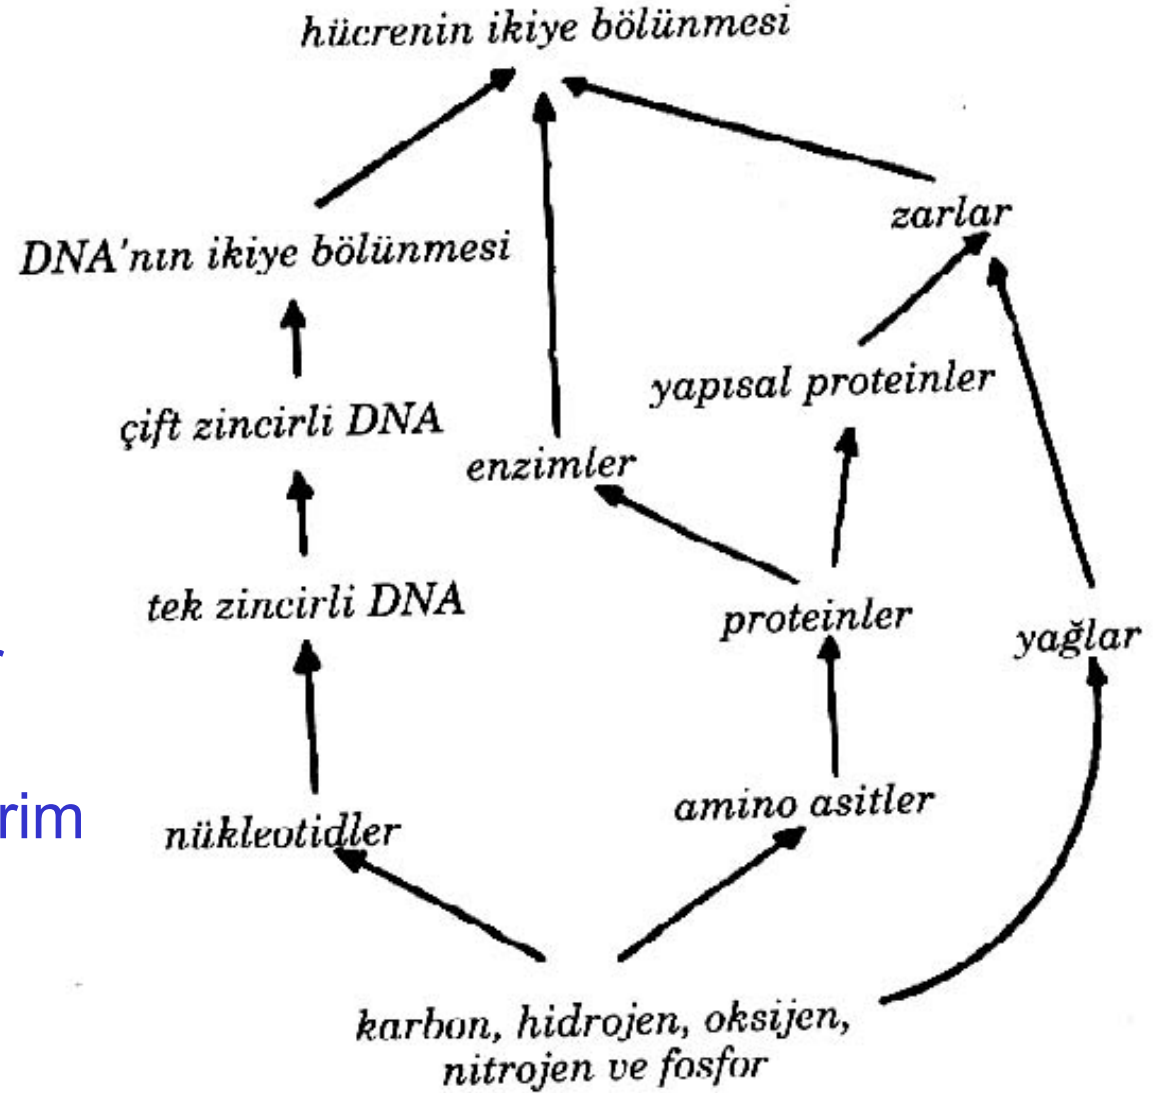 hücrenin ikiye bölünmesi
zarlar
DNA'nın ikiye bölünmesi
yapısal proteinler
çift zincirli DNA
enzimler
tek zincirli DNA
proteinler
yağlar
rim
amino asitler
nükleotidler
karbon, hidrojen, oksijen,
nitrojen ve fosfor